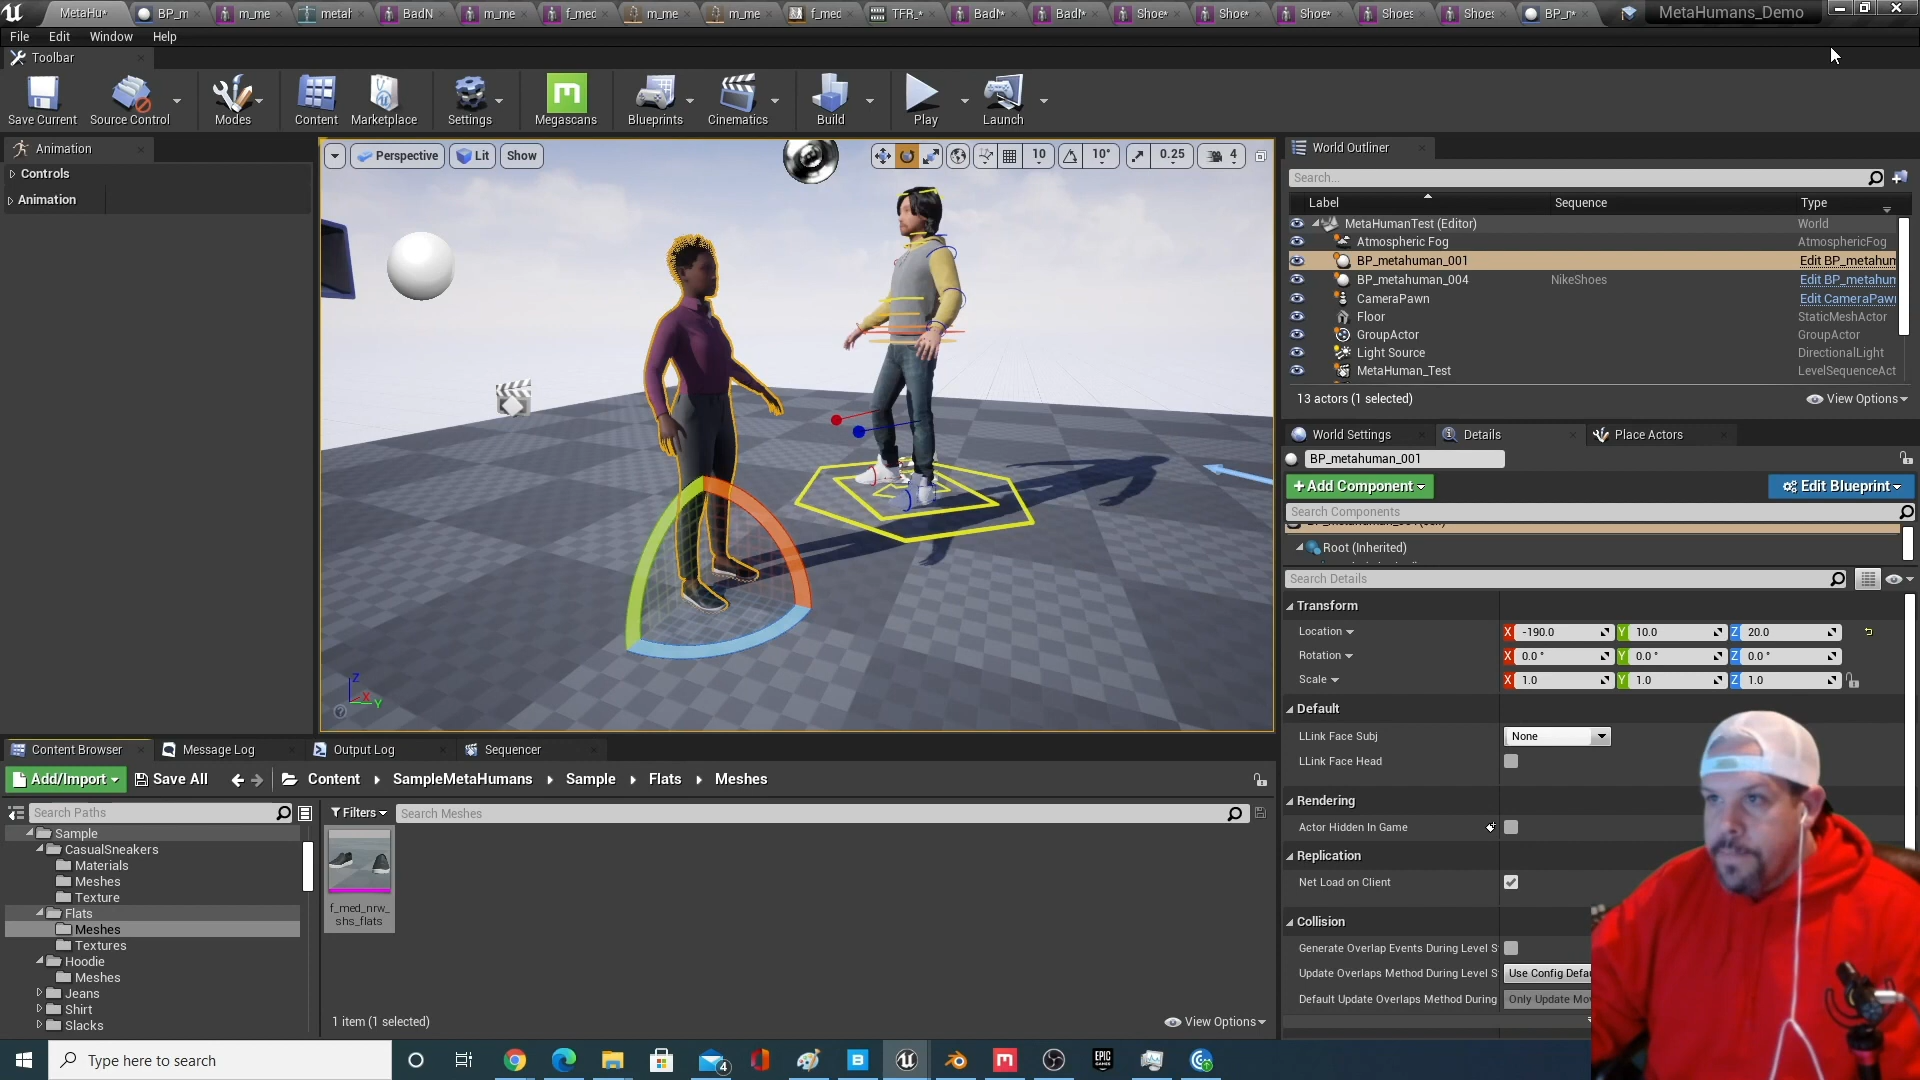 MetaHu*
BP_m
m_me
metah
BadN
m_me
f_med
m_me
m_me
f_med
TFR_*
BadM
BadM
Shoe*
Shoe*
Shoe*
Shoes
Shoes
BP_m*
MetaHumans_Demo
File Edit Window Help
Toolbar
Save Current
Source Control
Modes
Content
Marketplace
Settings
Megascans
Blueprints
Cinematics
Build
Play
Launch
Animation
Controls
Animation
Perspective
Lit
Show
10
10°
0.25
4
World Outliner
Search...
Label Sequence Type
MetaHumanTest (Editor) World
Atmospheric Fog AtmosphericFog
BP_metahuman_001 Edit BP_metahum
BP_metahuman_004 NikeShoes Edit BP_metahum
CameraPawn Edit CameraPawn
Floor StaticMeshActor
GroupActor GroupActor
Light Source DirectionalLight
MetaHuman_Test LevelSequenceAct
13 actors (1 selected) View Options
World Settings Details Place Actors
BP_metahuman_001
+Add Component Edit Blueprint
Search Components
Root (Inherited)
Search Details
Transform
Location X -190.0 Y 10.0 Z 20.0
Rotation X 0.0 ° Y 0.0 ° Z 0.0 °
Scale X 1.0 Y 1.0 Z 1.0
Default
LLink Face Subj None
LLink Face Head
Rendering
Actor Hidden In Game
Replication
Net Load on Client
Collision
Generate Overlap Events During Level S
Update Overlaps Method During Level S Use Config Defau
Default Update Overlaps Method During Only Update Mov
Z
X
Y
Content Browser Message Log Output Log Sequencer
Add/Import Save All Content SampleMetaHumans Sample Flats Meshes
Search Paths
Filters Search Meshes
Sample
CasualSneakers
Materials
Meshes
Texture
Flats
Meshes
Textures
Hoodie
Meshes
Jeans
Shirt
Slacks
f_med_nrw_
shs_flats
1 item (1 selected) View Options
Type here to search
4
EPIC
GAMES